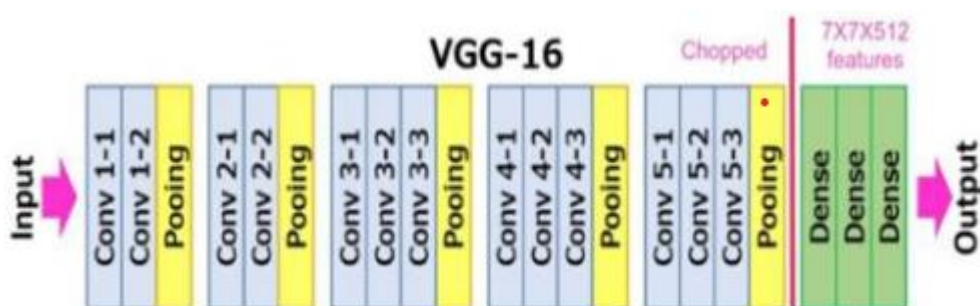 VGG-16
Chopped
7X7X512
features
Input
Conv 1-1
Conv 1-2
Pooing
Conv 2-1
Conv 2-2
Pooing
Conv 3-1
Conv 3-2
Conv 3-3
Pooing
Conv 4-1
Conv 4-2
Conv 4-3
Pooing
Conv 5-1
Conv 5-2
Conv 5-3
Pooing
Dense
Dense
Dense
Output